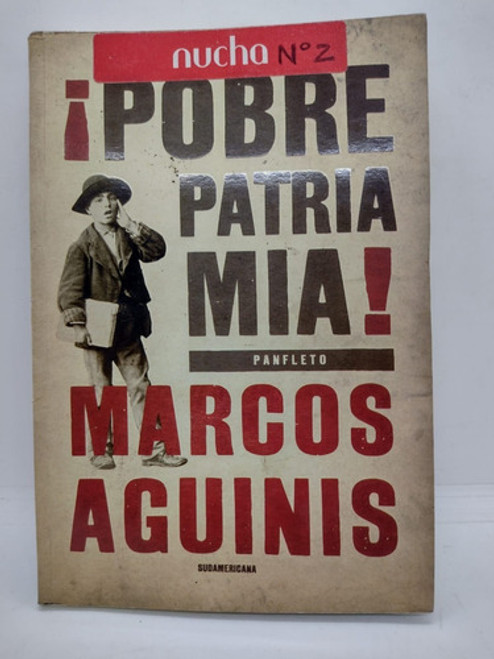 nucha N° 2
¡POBRE
PATRIA
MIA!
PANFLETO
MARCOS
AGUINIS
SUDAMERICANA